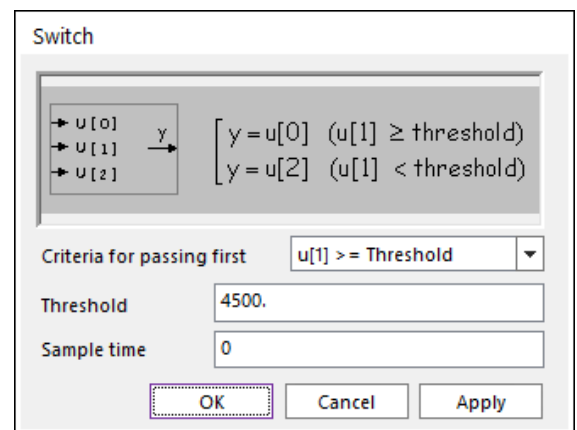 Switch
u[0] y y = u[0] (u[1] ≥ threshold)
u[1]
u[2] y = u[2] (u[1] < threshold)
Criteria for passing first u[1] >= Threshold
Threshold 4500.
Sample time 0
OK Cancel Apply